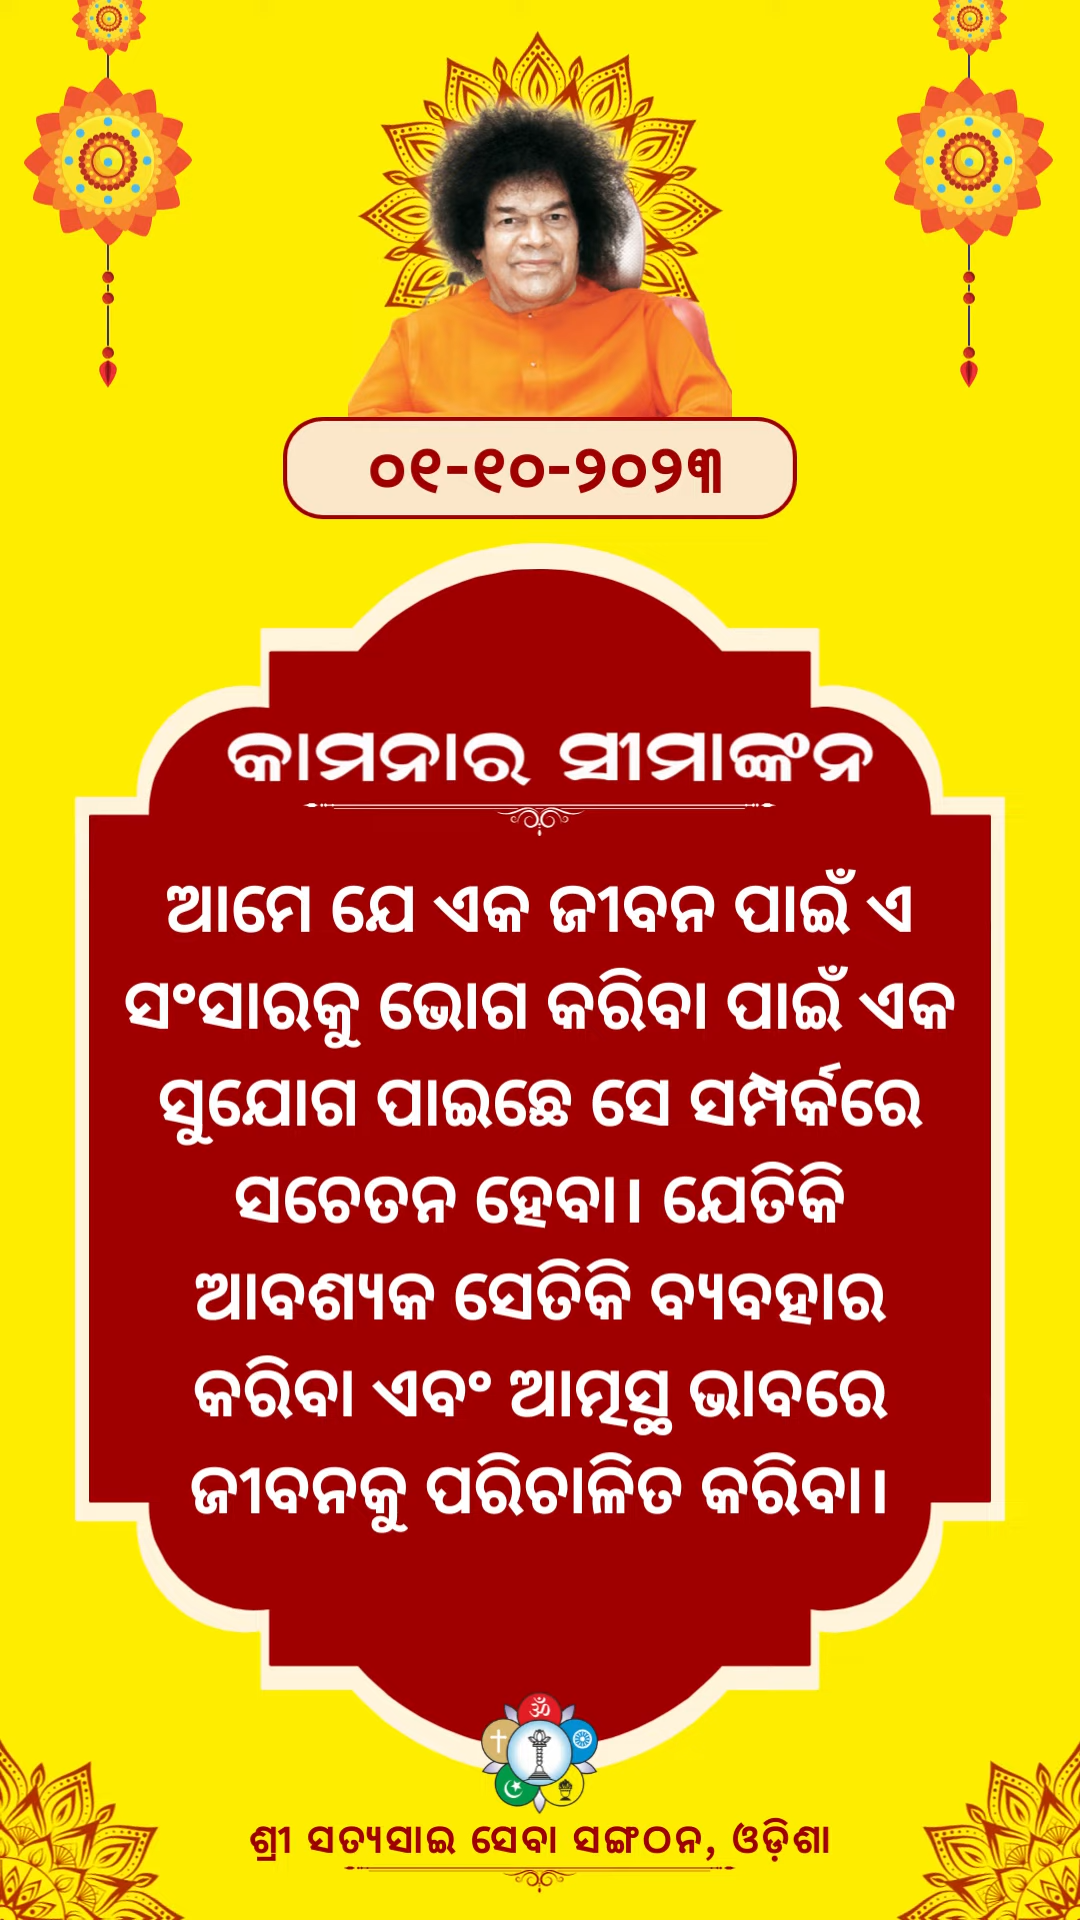 ୦୧-୧୦-୨୦୨୩
କାମନାର ସୀମାଙ୍କନ
ଆମେ ଯେ ଏକ ଜୀବନ ପାଇଁ ଏ
ସଂସାରକୁ ଭୋଗ କରିବା ପାଇଁ ଏକ
ସୁଯୋଗ ପାଇଛେ ସେ ସମ୍ପର୍କରେ
ସଚେତନ ହେବା। ଯେତିକି
ଆବଶ୍ୟକ ସେତିକି ବ୍ୟବହାର
କରିବା ଏବଂ ଆତ୍ମସ୍ଥ ଭାବରେ
ଜୀବନକୁ ପରିଚାଳିତ କରିବା।
ॐ
ଶ୍ରୀ ସତ୍ୟସାଇ ସେବା ସଙ୍ଗଠନ, ଓଡ଼ିଶା